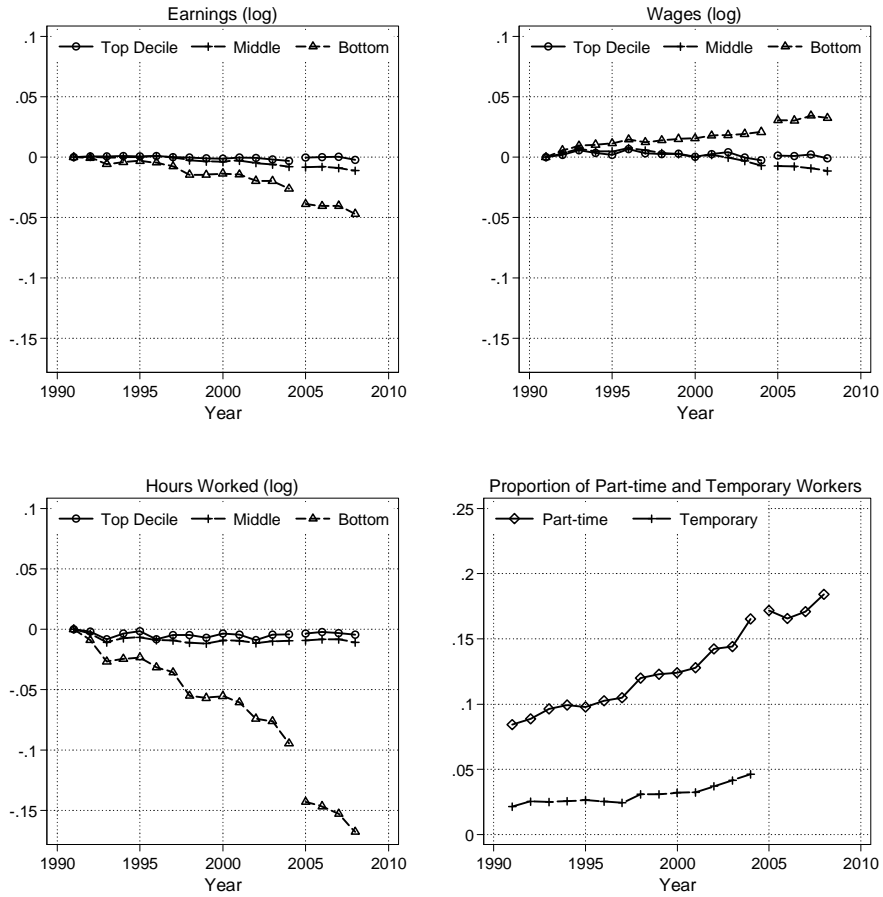 Earnings (log)
Top Decile Middle Bottom
.1
.05
0
-.05
-.1
-.15
1990 1995 2000 2005 2010
Year
Wages (log)
Top Decile Middle Bottom
.1
.05
0
-.05
-.1
-.15
1990 1995 2000 2005 2010
Year
Hours Worked (log)
Top Decile Middle Bottom
.1
.05
0
-.05
-.1
-.15
1990 1995 2000 2005 2010
Year
Proportion of Part-time and Temporary Workers
Part-time Temporary
.25
.2
.15
.1
.05
0
1990 1995 2000 2005 2010
Year